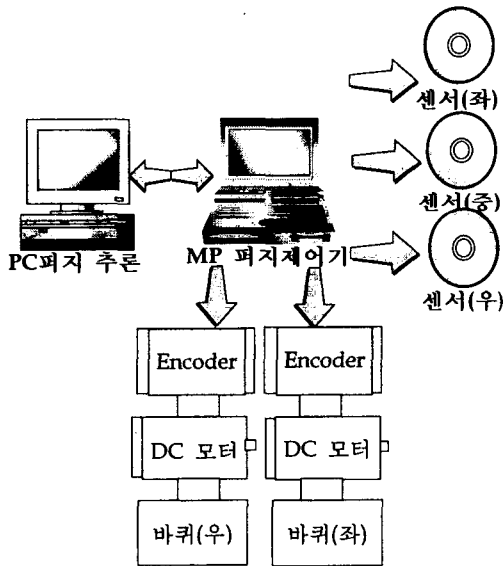 센서(좌)
센서(중)
PC퍼지 추론 MP 퍼지제어기
센서(우)
Encoder Encoder
DC 모터 DC 모터
바퀴(우) 바퀴(좌)